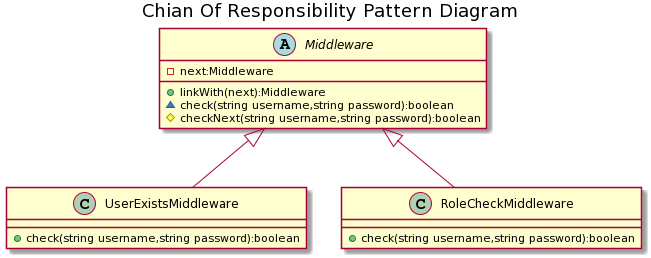 Chian Of Responsibility Pattern Diagram
A Middleware
next:Middleware
linkWith(next):Middleware
check(string username,string password):boolean
checkNext(string username,string password):boolean
C UserExistsMiddleware
check(string username,string password):boolean
C RoleCheckMiddleware
check(string username,string password):boolean